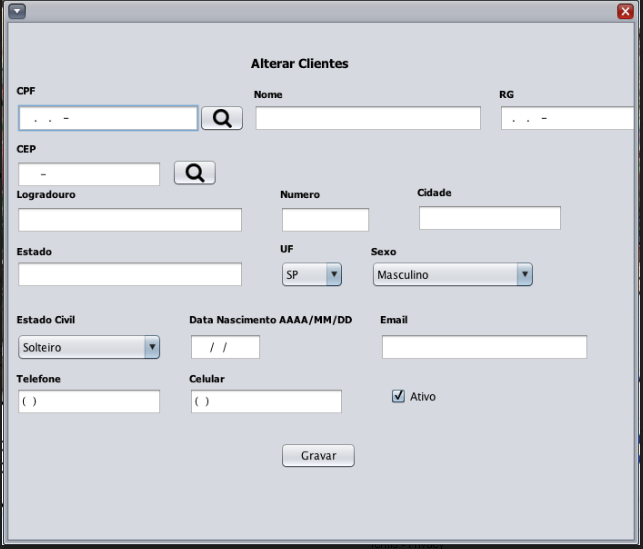 Alterar Clientes
CPF Nome RG
. . - . . -
CEP
-
Logradouro Numero Cidade
Estado UF Sexo
SP Masculino
Estado Civil Data Nascimento AAAA/MM/DD Email
Solteiro / /
Telefone Celular
( ) ( ) Ativo
Gravar